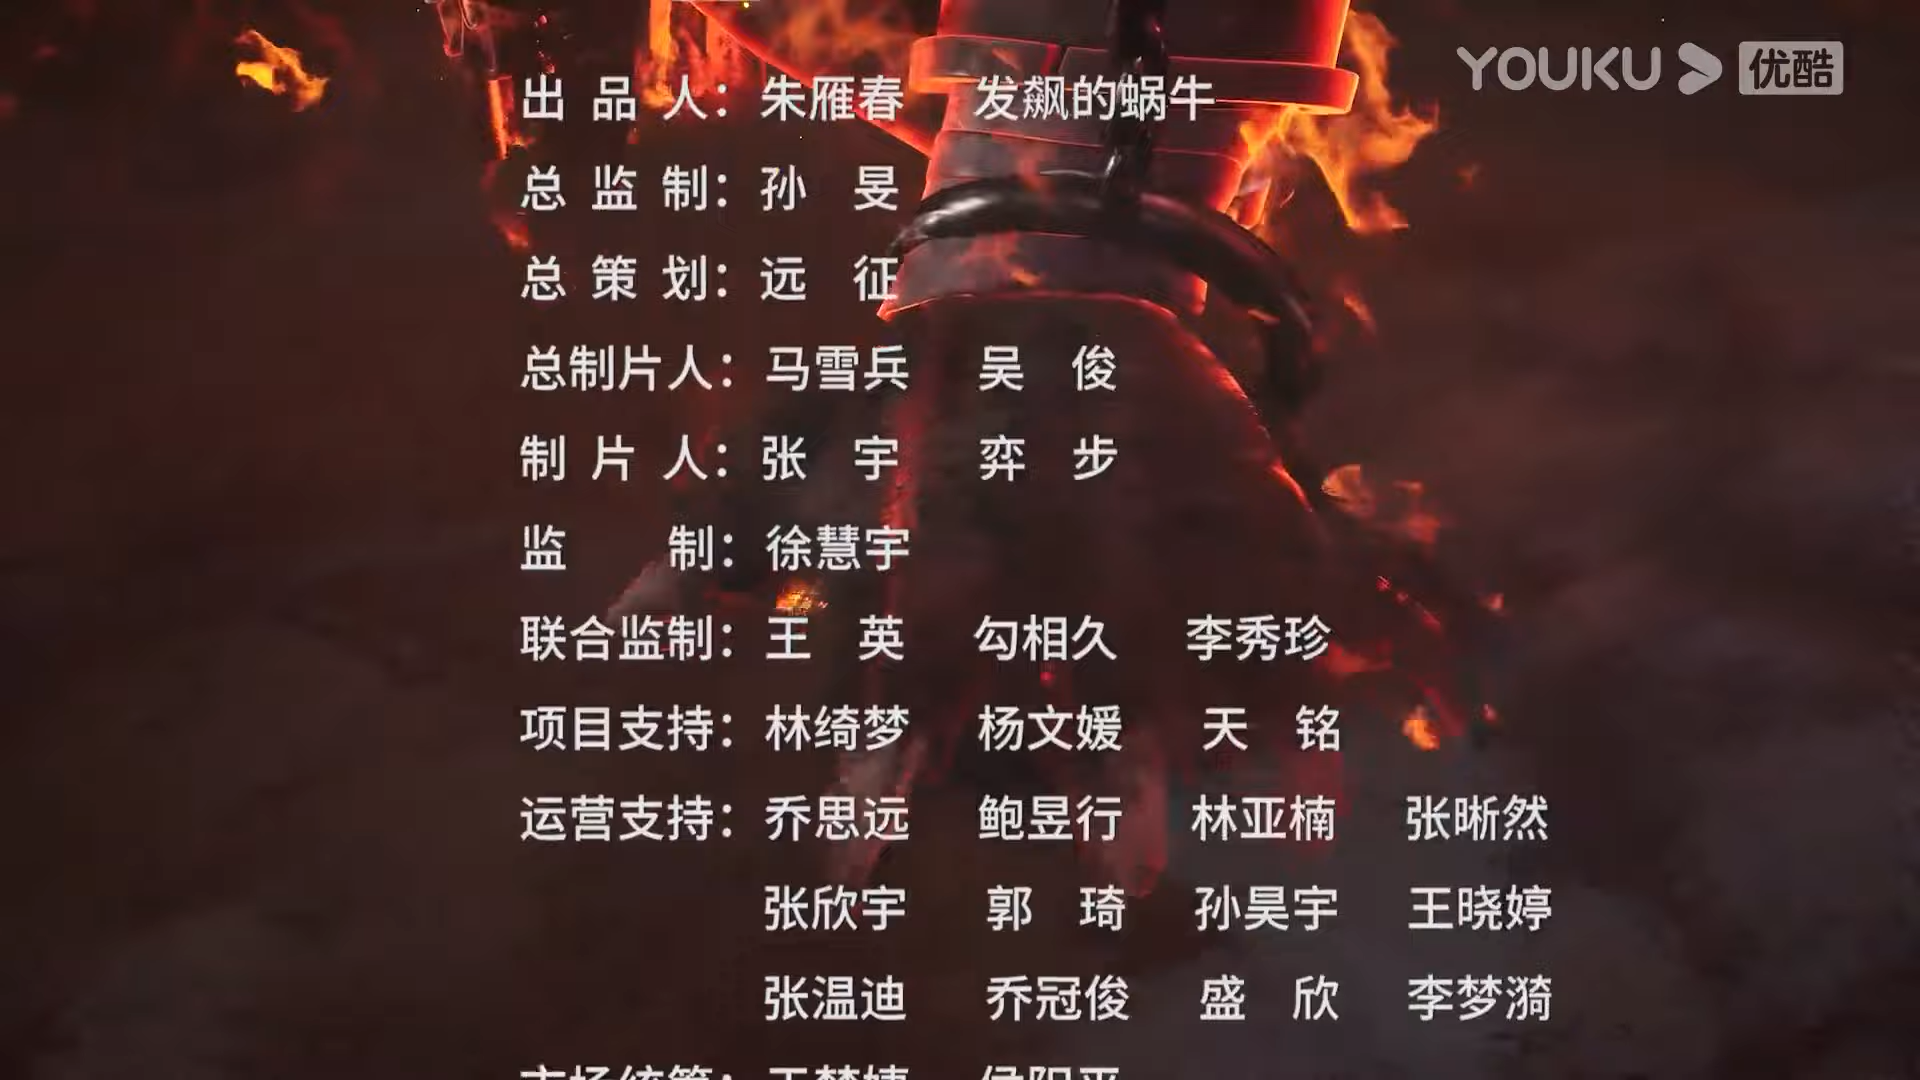 YOUKU 优酷
出品人：朱雁春 发飙的蜗牛
总监制：孙旻
总策划：远征
总制片人：马雪兵 吴俊
制片人：张宇 弈步
监制：徐慧宇
联合监制：王英 勾相久 李秀珍
项目支持：林绮梦 杨文媛 天铭
运营支持：乔思远 鲍昱行 林亚楠 张晰然
张欣宇 郭琦 孙昊宇 王晓婷
张温迪 乔冠俊 盛欣 李梦漪